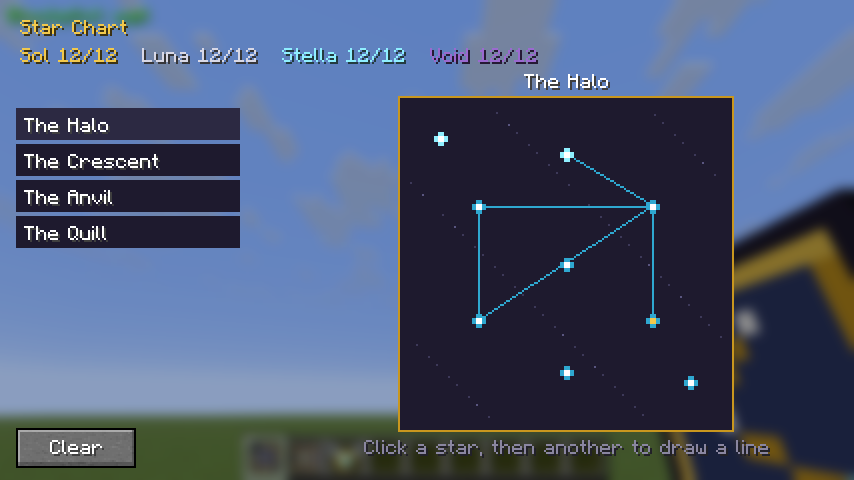 Star Chart
Sol 12/12 Luna 12/12 Stella 12/12 Void 12/12
The Halo
The Halo
The Crescent
The Anvil
The Quill
Clear
Click a star, then another to draw a line